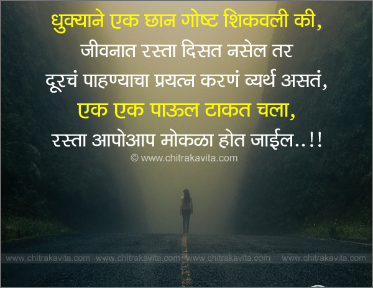 धुक्याने एक छान गोष्ट शिकवली की,
जीवनात रस्ता दिसत नसेल तर
दूरचं पाहण्याचा प्रयत्न करणं व्यर्थ असतं,
एक एक पाऊल टाकत चला,
रस्ता आपोआप मोकळा होत जाईल..!!
© www.chitrakavita.com
www.chitrakavita.com www.chitrakavita.com www.chitrakavita.com www.chitrakavita.com